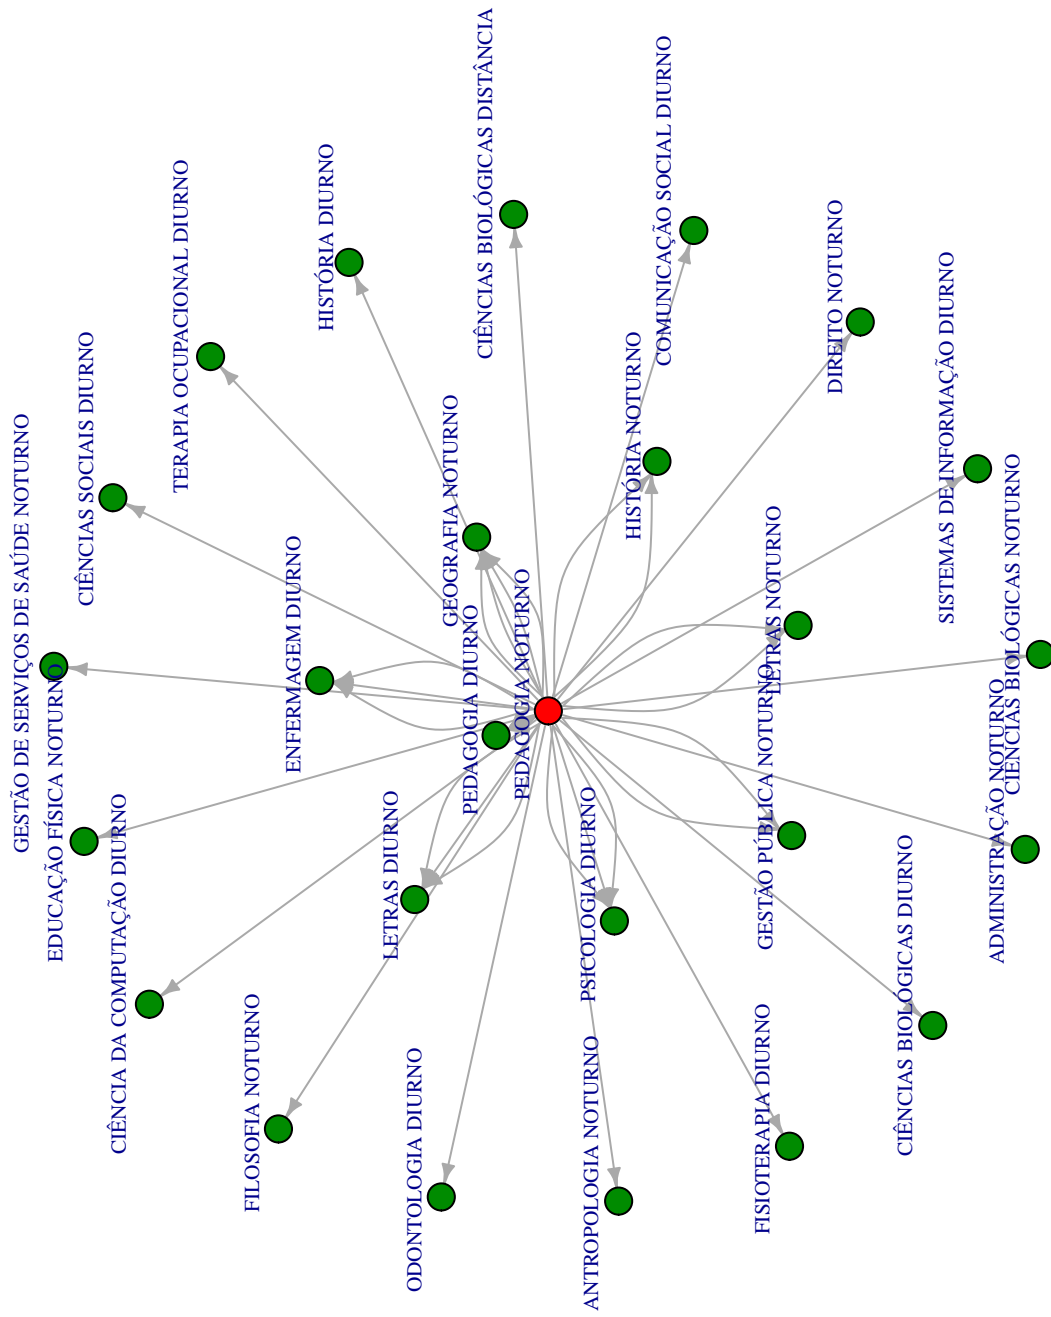 CIÊNCIAS BIOLÓGICAS DISTÂNCIA
COMUNICAÇÃO SOCIAL DIURNO
HISTÓRIA DIURNO
TERAPIA OCUPACIONAL DIURNO
DIREITO NOTURNO
SISTEMAS DE INFORMAÇÃO DIURNO
CIÊNCIAS SOCIAIS DIURNO
HISTÓRIA NOTURNO
GEOGRAFIA NOTURNO
GESTÃO DE SERVIÇOS DE SAÚDE NOTURNO
CIÊNCIAS BIOLÓGICAS NOTURNO
LETRAS NOTURNO
ENFERMAGEM DIURNO
PEDAGOGIA NOTURNO
PEDAGOGIA DIURNO
EDUCAÇÃO FÍSICA NOTURNO
GESTÃO PÚBLICA NOTURNO
ADMINISTRAÇÃO NOTURNO
PSICOLOGIA DIURNO
LETRAS DIURNO
CIÊNCIA DA COMPUTAÇÃO DIURNO
CIÊNCIAS BIOLÓGICAS DIURNO
FILOSOFIA NOTURNO
FISIOTERAPIA DIURNO
ANTROPOLOGIA NOTURNO
ODONTOLOGIA DIURNO